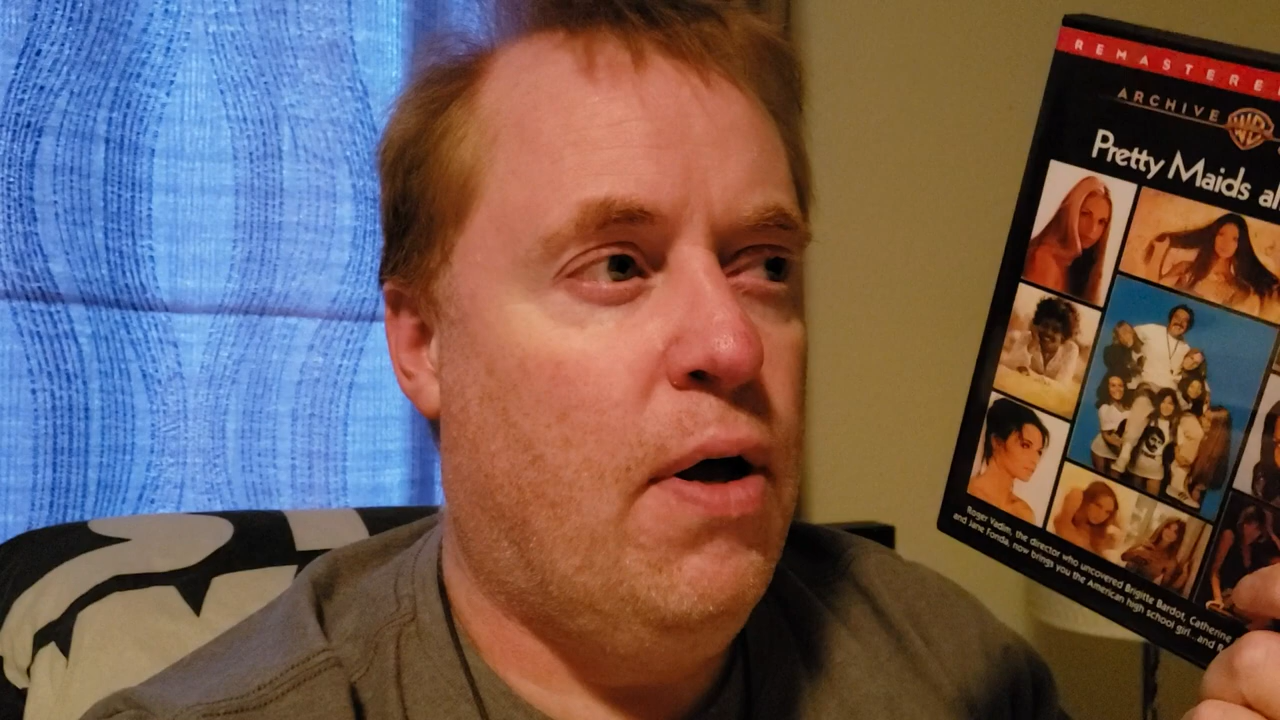 REMASTERE
ARCHIVE
WB
Pretty Maids al
Roger Vadim, the director who uncovered Brigitte Bardot, Catherine
and Jane Fonda, now brings you the American high school girl...and R